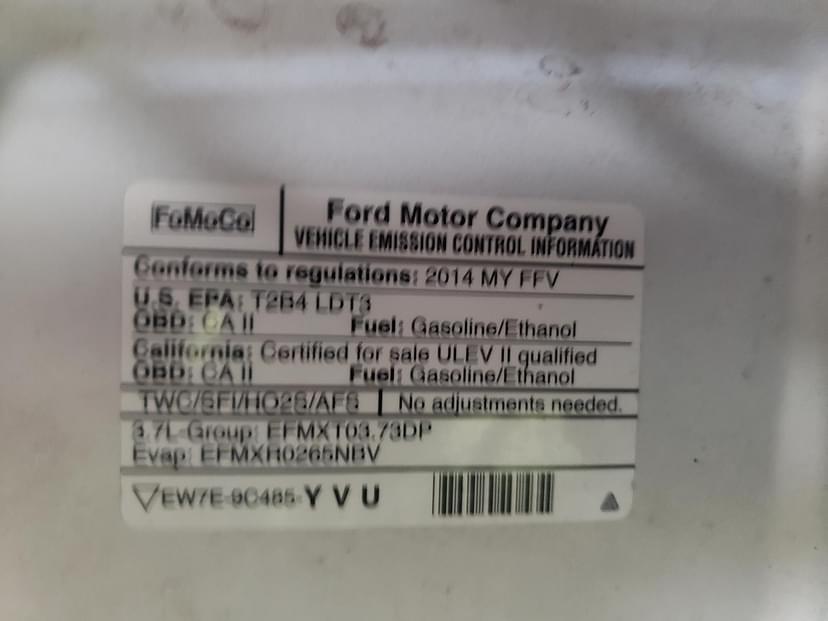 FoMoCo
Ford Motor Company
VEHICLE EMISSION CONTROL INFORMATION
Conforms to regulations: 2014 MY FFV
U.S. EPA: T2B4 LDT3
OBD: CA II Fuel: Gasoline/Ethanol
California: Certified for sale ULEV II qualified
OBD: CA II Fuel: Gasoline/Ethanol
TWC/SFI/HO2S/AFS No adjustments needed.
3.7L-Group: EFMXT03.73DP
Evap: EFMXH0265NBV
EW7E-9C485-Y V U